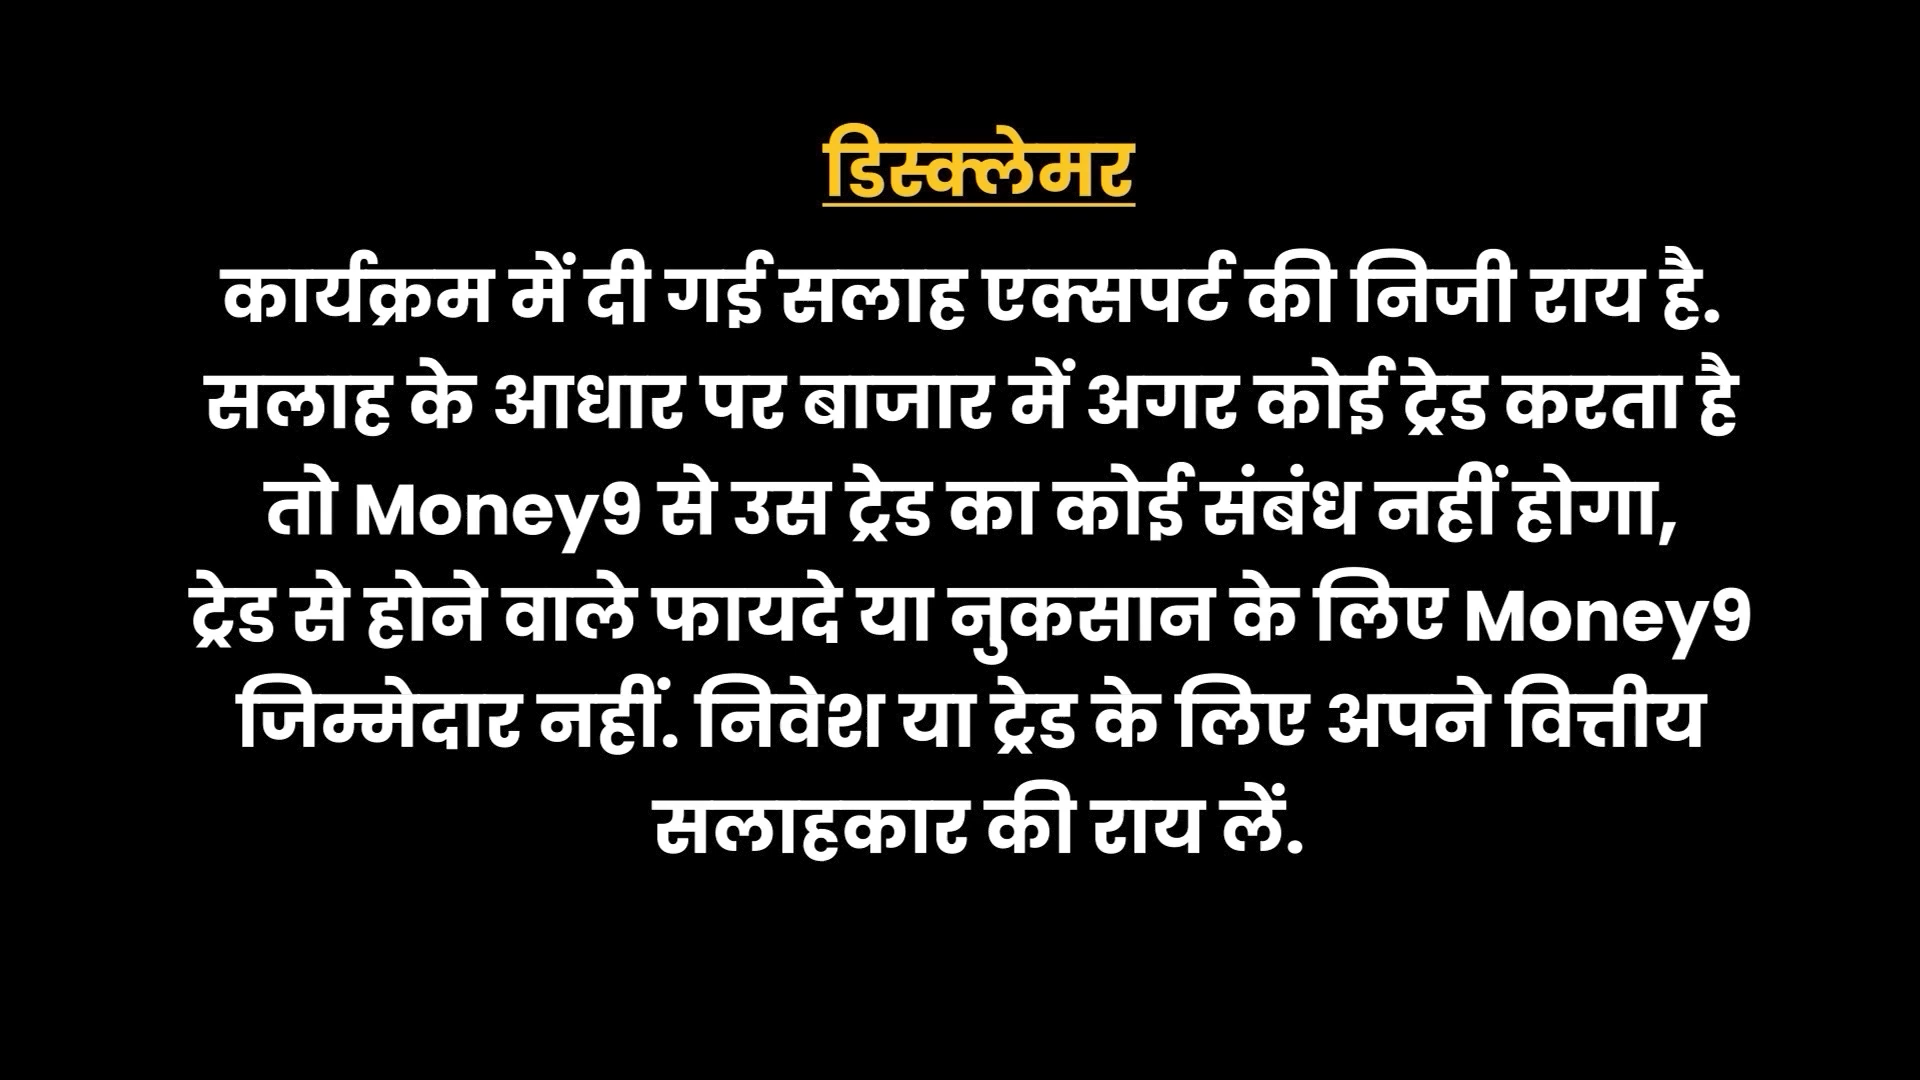 डिस्क्लेमर
कार्यक्रम में दी गई सलाह एक्सपर्ट की निजी राय है.
सलाह के आधार पर बाजार में अगर कोई ट्रेड करता है
तो Money9 से उस ट्रेड का कोई संबंध नहीं होगा,
ट्रेड से होने वाले फायदे या नुकसान के लिए Money9
जिम्मेदार नहीं. निवेश या ट्रेड के लिए अपने वित्तीय
सलाहकार की राय लें.